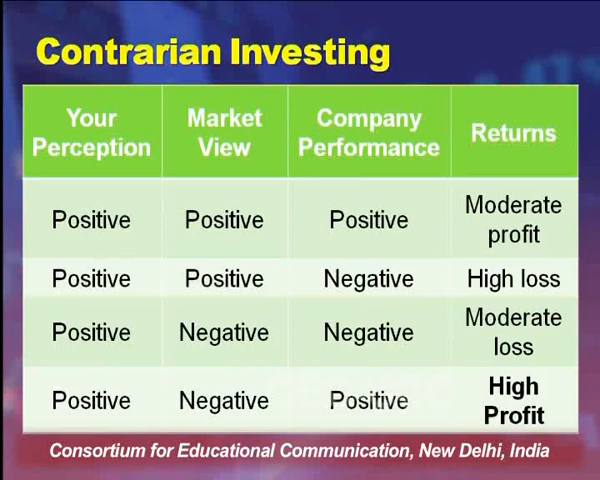 Contrarian Investing
Your Perception Market View Company Performance Returns
Positive Positive Positive Moderate profit
Positive Positive Negative High loss
Positive Negative Negative Moderate loss
Positive Negative Positive High Profit
Consortium for Educational Communication, New Delhi, India